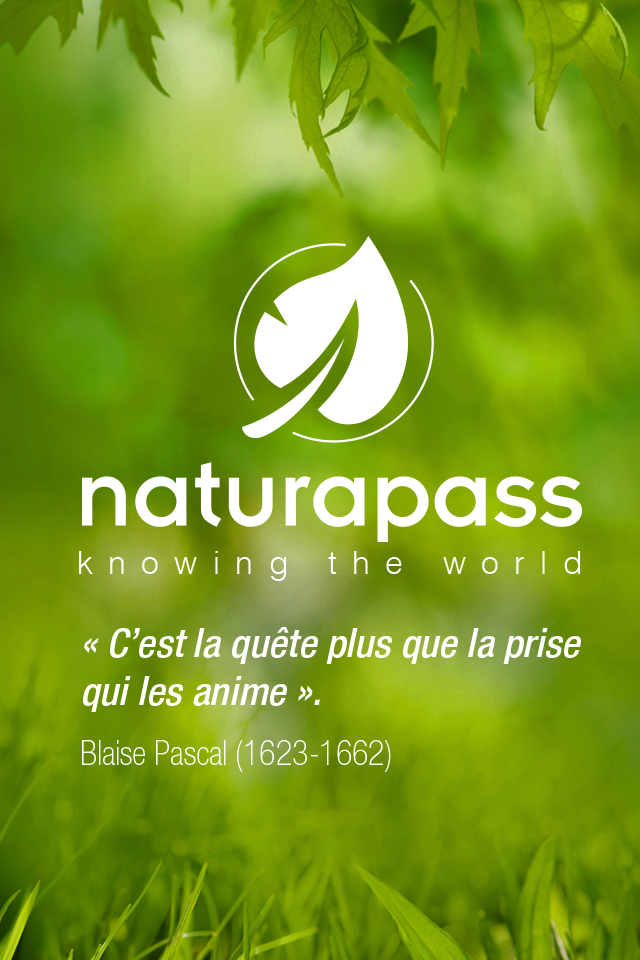 naturapass
knowing the world
« C’est la quête plus que la prise
qui les anime ».
Blaise Pascal (1623-1662)